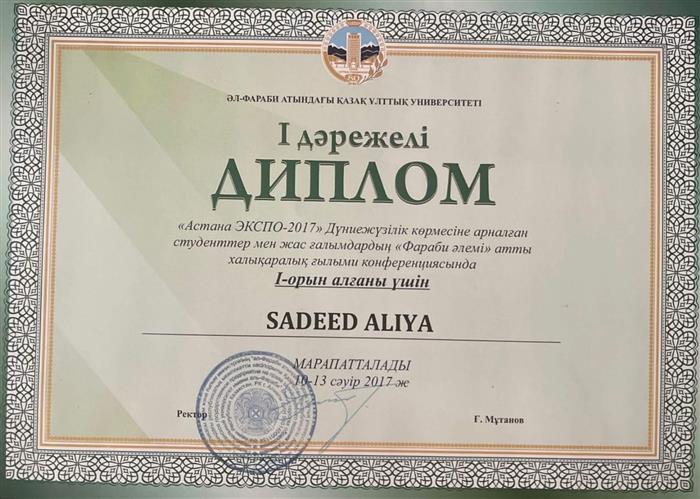 ӘЛ-ФАРАБИ АТЫНДАҒЫ ҚАЗАҚ ҰЛТТЫҚ УНИВЕРСИТЕТІ
І дәрежелі
ДИПЛОМ
«Астана ЭКСПО-2017» Дүниежүзілік көрмесіне арналған
студенттер мен жас ғалымдардың «Фараби әлемі» атты
халықаралық ғылыми конференциясында
І-орын алғаны үшін
SADEED ALIYA
МАРАПАТТАЛАДЫ
10-13 сәуір 2017 ж
Ректор
Ғ. Мұтанов